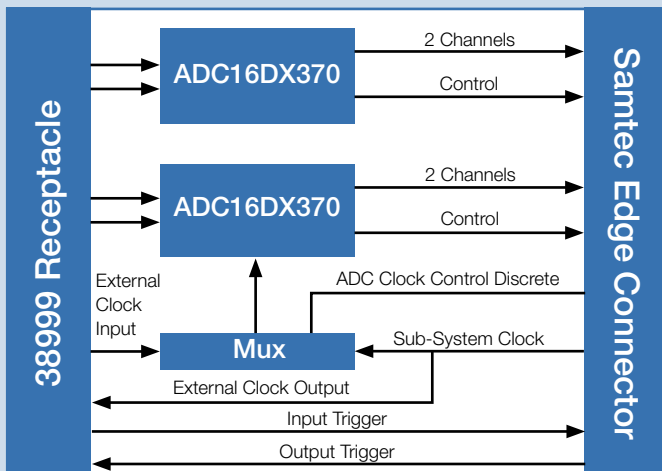 38999 Receptacle
ADC16DX370
2 Channels
Control
ADC16DX370
2 Channels
Control
External
Clock
Input
ADC Clock Control Discrete
Mux
Sub-System Clock
External Clock Output
Input Trigger
Output Trigger
Samtec Edge Connector